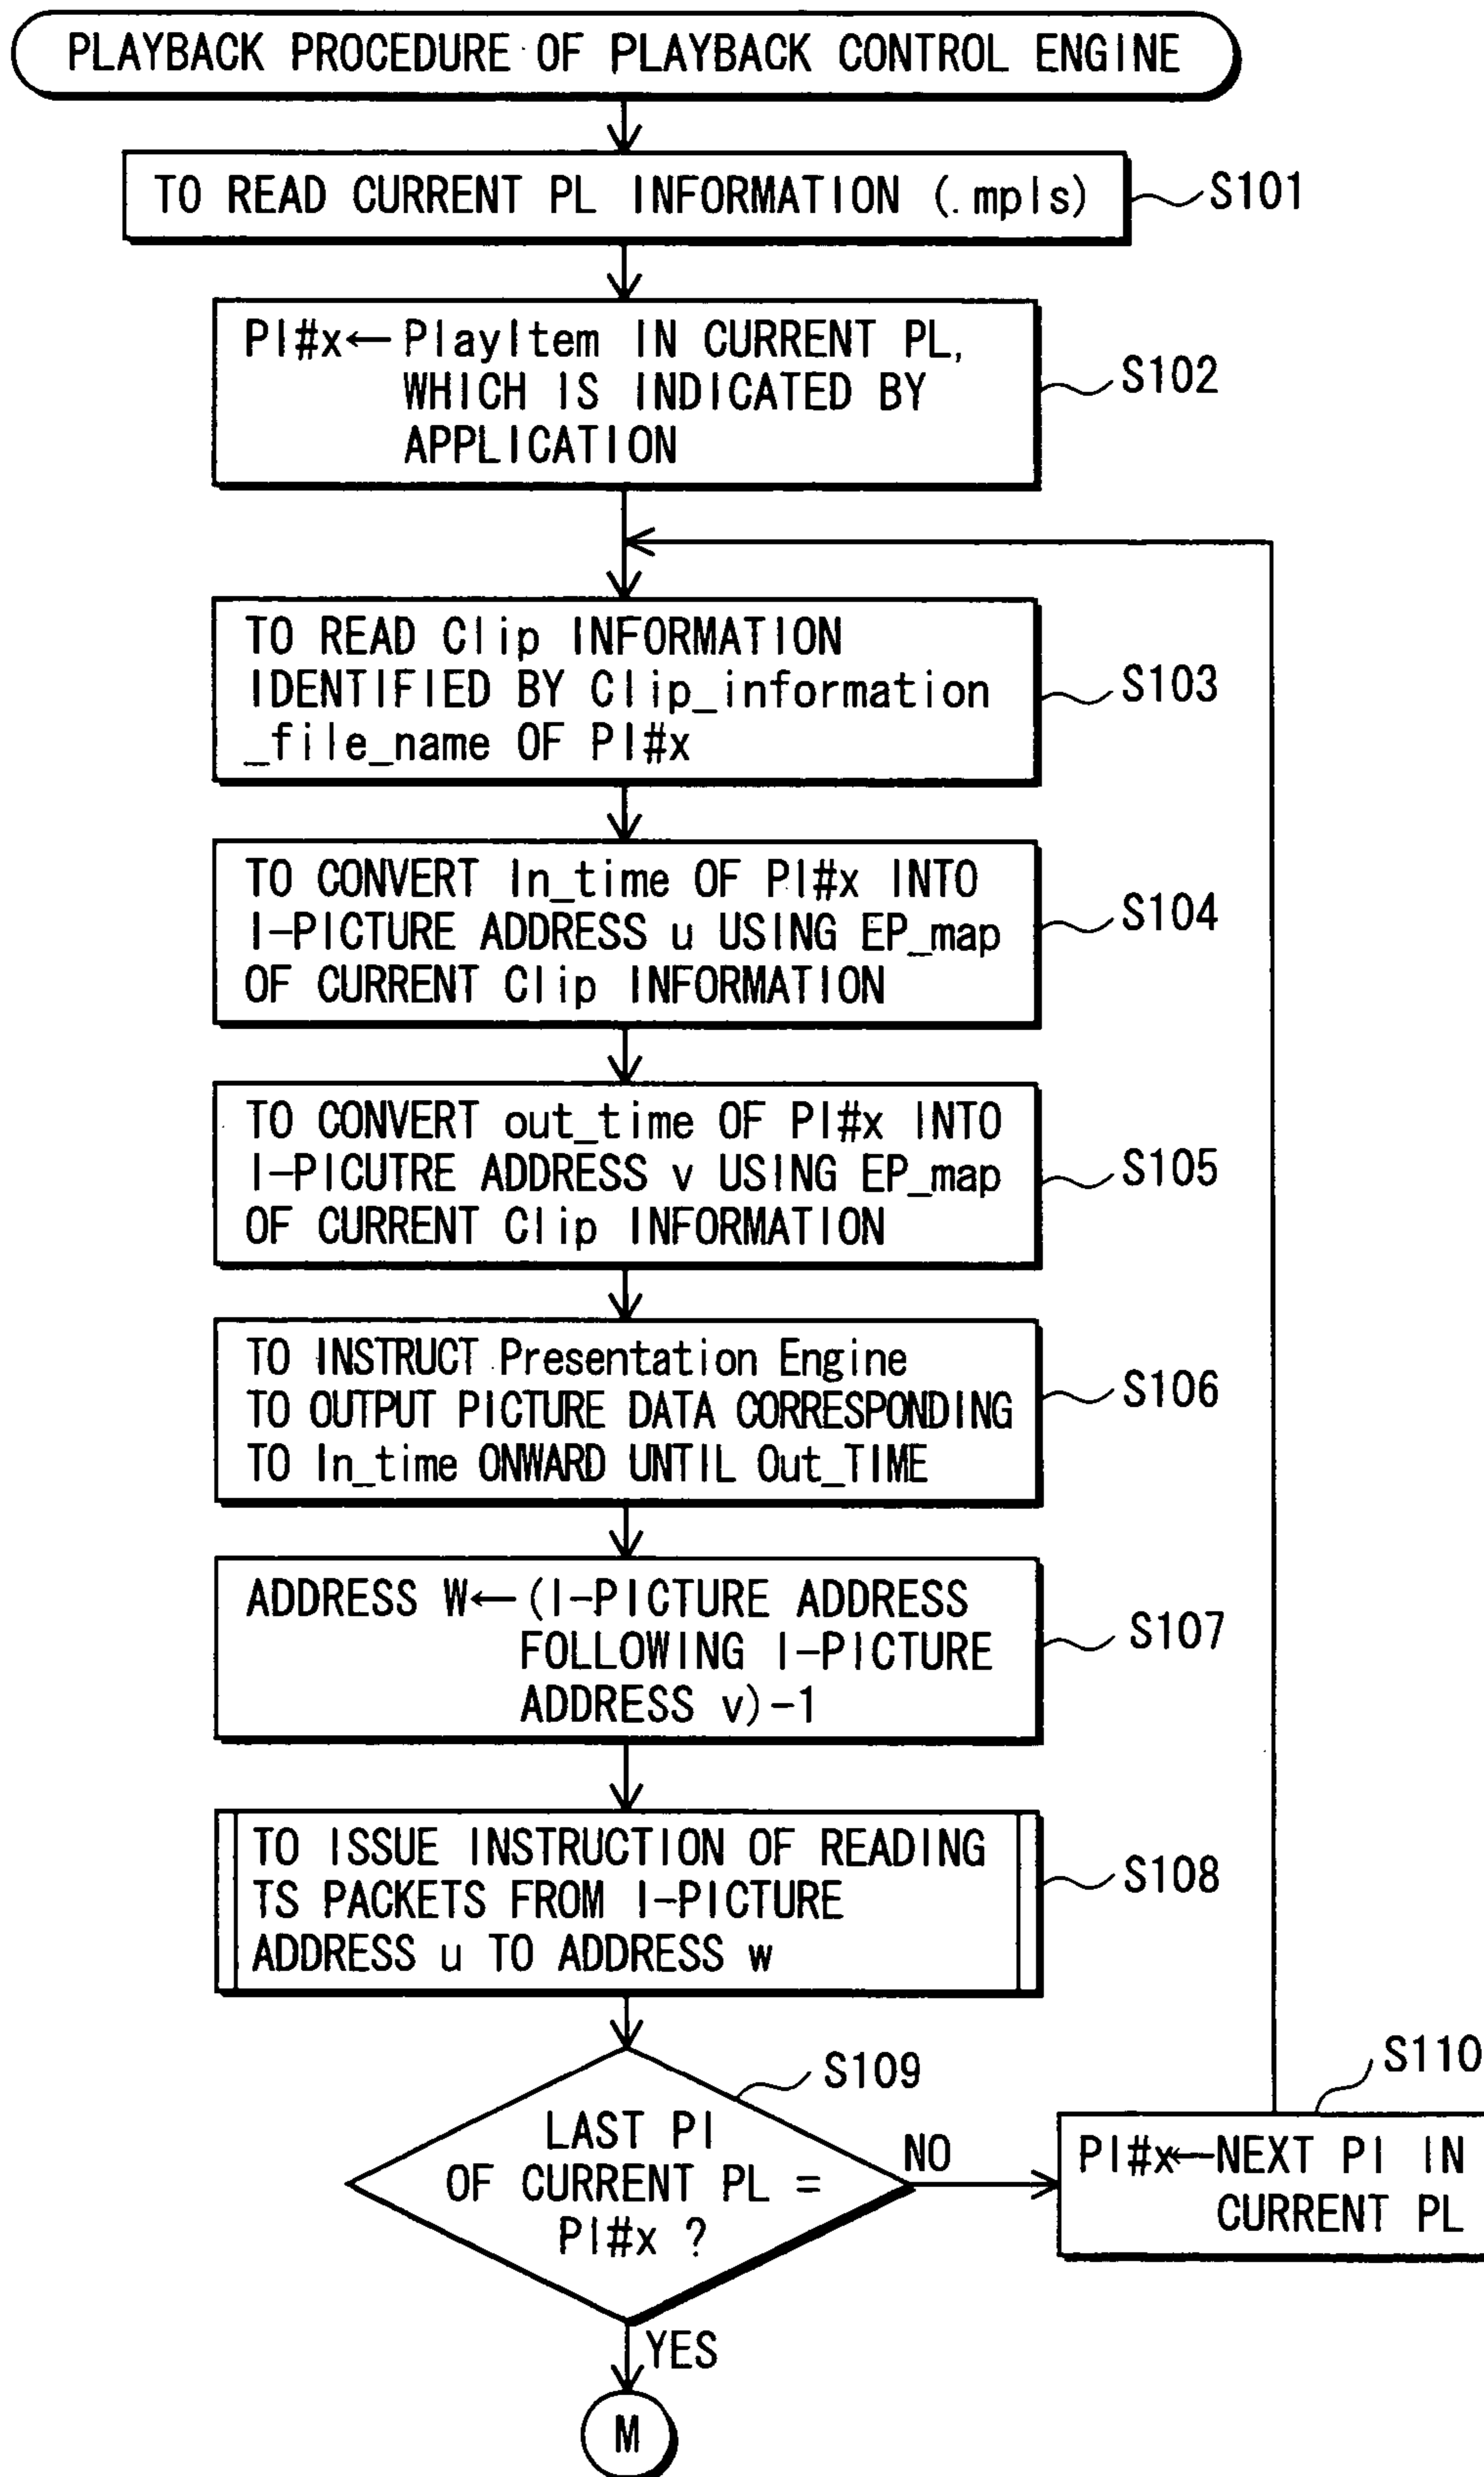 PLAYBACK PROCEDURE OF PLAYBACK CONTROL ENGINE
TO READ CURRENT PL INFORMATION (.mpls)
S101
PI#x←PlayItem IN CURRENT PL,
WHICH IS INDICATED BY
APPLICATION
S102
TO READ Clip INFORMATION
IDENTIFIED BY Clip_information
_file_name OF PI#x
S103
TO CONVERT In_time OF PI#x INTO
I-PICTURE ADDRESS u USING EP_map
OF CURRENT Clip INFORMATION
S104
TO CONVERT out_time OF PI#x INTO
I-PICUTRE ADDRESS v USING EP_map
OF CURRENT Clip INFORMATION
S105
TO INSTRUCT Presentation Engine
TO OUTPUT PICTURE DATA CORRESPONDING
TO In_time ONWARD UNTIL Out_TIME
S106
ADDRESS W←(I-PICTURE ADDRESS
FOLLOWING I-PICTURE
ADDRESS v)-1
S107
TO ISSUE INSTRUCTION OF READING
TS PACKETS FROM I-PICTURE
ADDRESS u TO ADDRESS w
S108
S109
LAST PI
OF CURRENT PL =
PI#x ?
NO
S110
PI#x←NEXT PI IN
CURRENT PL
YES
M